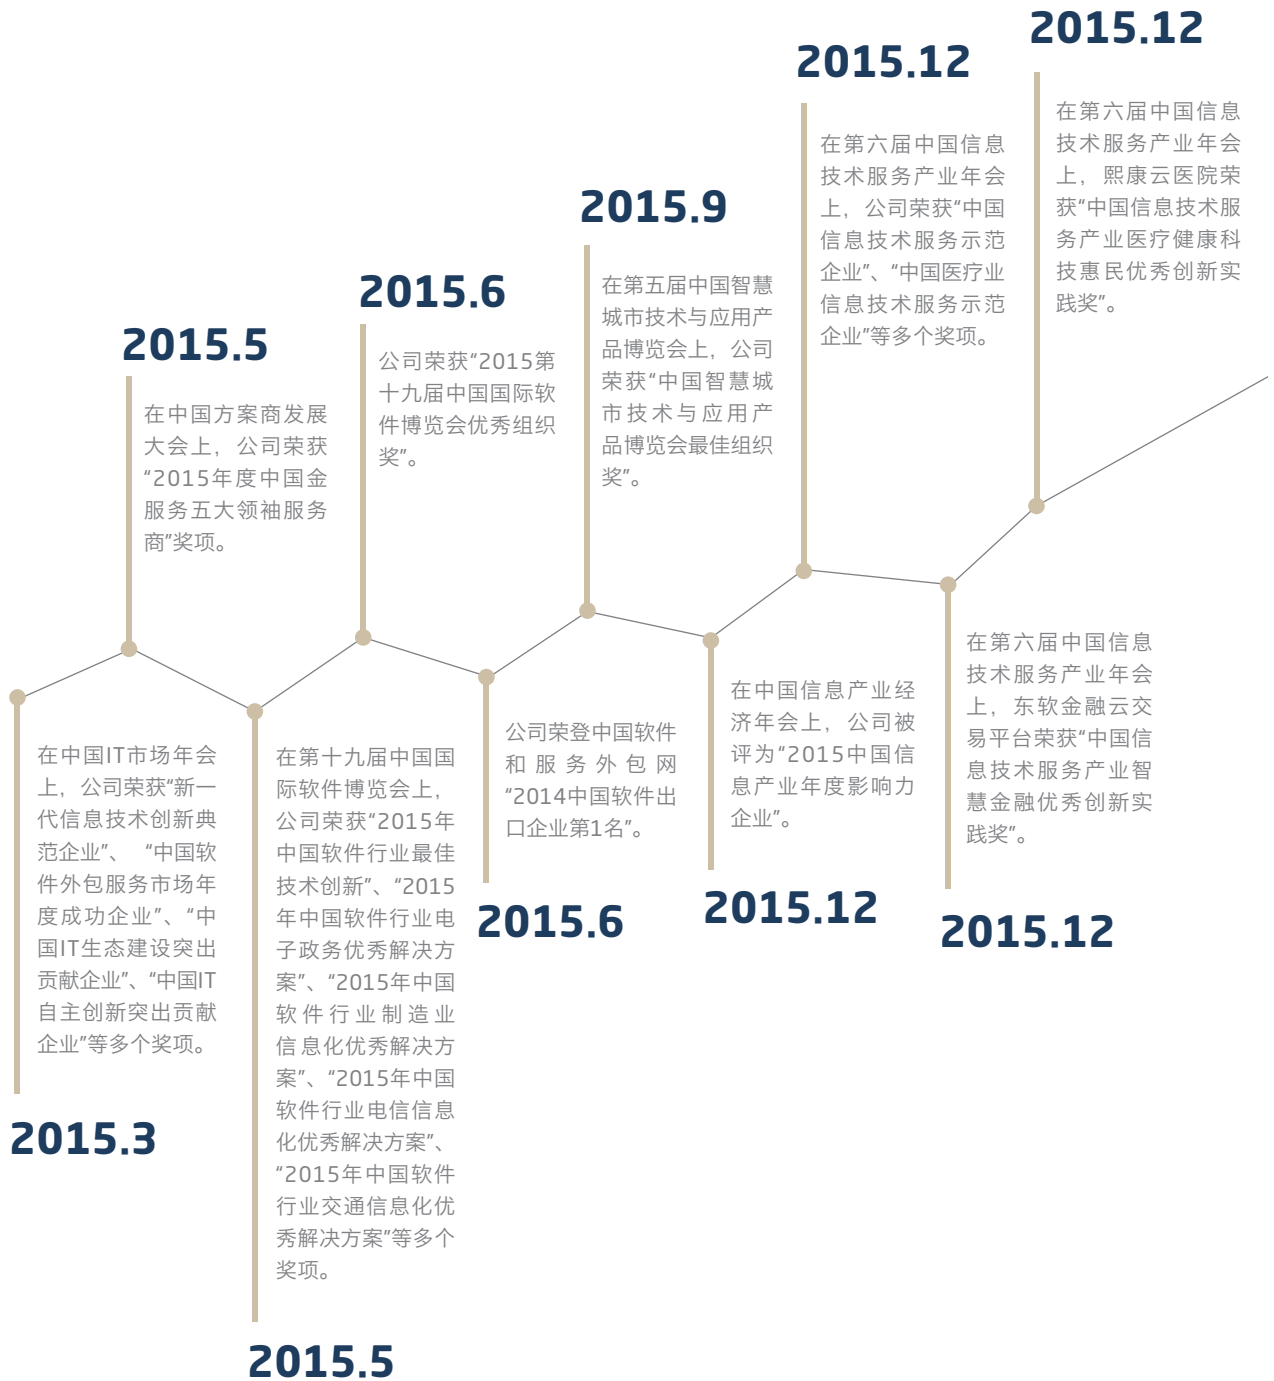 2015.3
在中国IT市场年会
上，公司荣获“新一
代信息技术创新典
范企业”、 “中国软
件外包服务市场年
度成功企业”、“中
国IT生态建设突出
贡献企业”、“中国IT
自主创新突出贡献
企业”等多个奖项。
2015.5
在中国方案商发展
大会上，公司荣获
“2015年度中国金
服务五大领袖服务
商”奖项。
2015.5
在第十九届中国国
际软件博览会上，
公司荣获“2015年
中国软件行业最佳
技术创新”、“2015
年中国软件行业电
子政务优秀解决方
案”、“2015年中国
软件行业制造业
信息化优秀解决方
案”、“2015年中国
软件行业电信信息
化优秀解决方案”、
“2015年中国软件
行业交通信息化优
秀解决方案”等多个
奖项。
2015.6
公司荣获“2015第
十九届中国国际软
件博览会优秀组织
奖”。
2015.6
公司荣登中国软件
和服务外包网
“2014中国软件出
口企业第1名”。
2015.9
在第五届中国智慧
城市技术与应用产
品博览会上，公司
荣获“中国智慧城
市技术与应用产
品博览会最佳组织
奖”。
2015.12
在中国信息产业经
济年会上，公司被
评为“2015中国信
息产业年度影响力
企业”。
2015.12
在第六届中国信息
技术服务产业年会
上，公司荣获“中国
信息技术服务示范
企业”、“中国医疗业
信息技术服务示范
企业”等多个奖项。
2015.12
在第六届中国信息
技术服务产业年会
上，东软金融云交
易平台荣获“中国信
息技术服务产业智
慧金融优秀创新实
践奖”。
2015.12
在第六届中国信息
技术服务产业年会
上，熙康云医院荣
获“中国信息技术服
务产业医疗健康科
技惠民优秀创新实
践奖”。